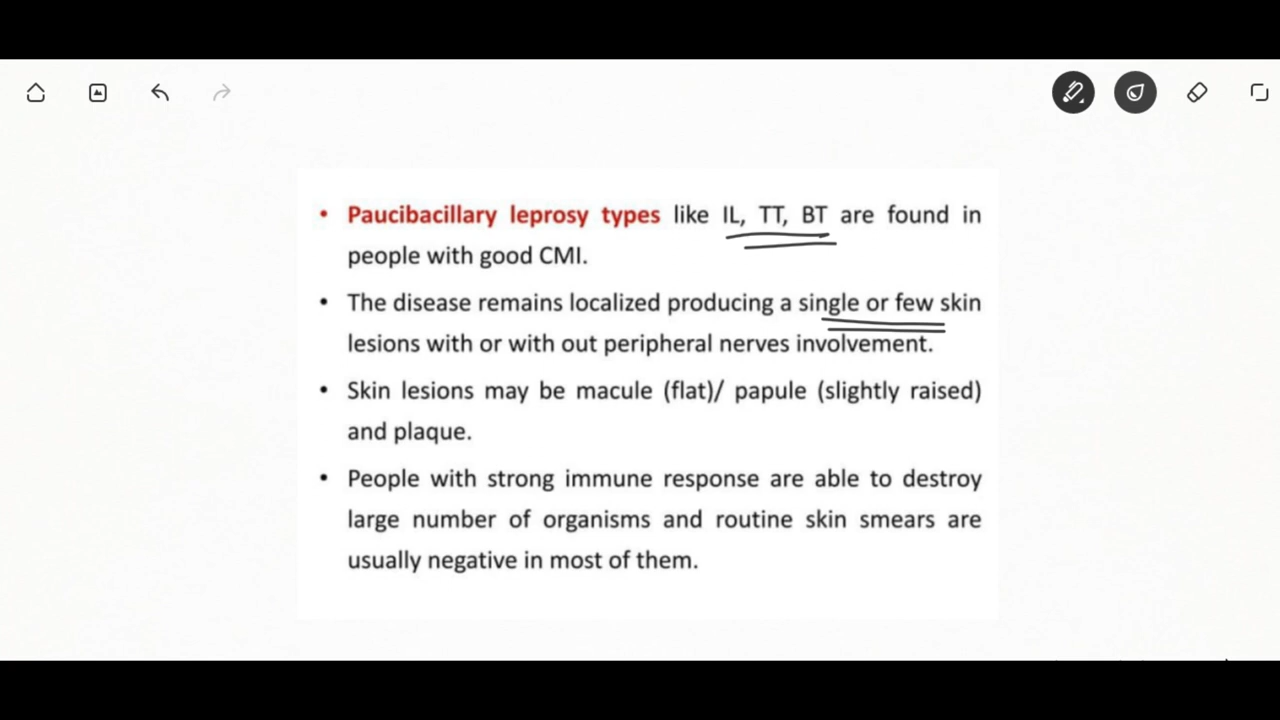 • Paucibacillary leprosy types like IL, TT, BT are found in
people with good CMI.
• The disease remains localized producing a single or few skin
lesions with or with out peripheral nerves involvement.
• Skin lesions may be macule (flat)/ papule (slightly raised)
and plaque.
• People with strong immune response are able to destroy
large number of organisms and routine skin smears are
usually negative in most of them.